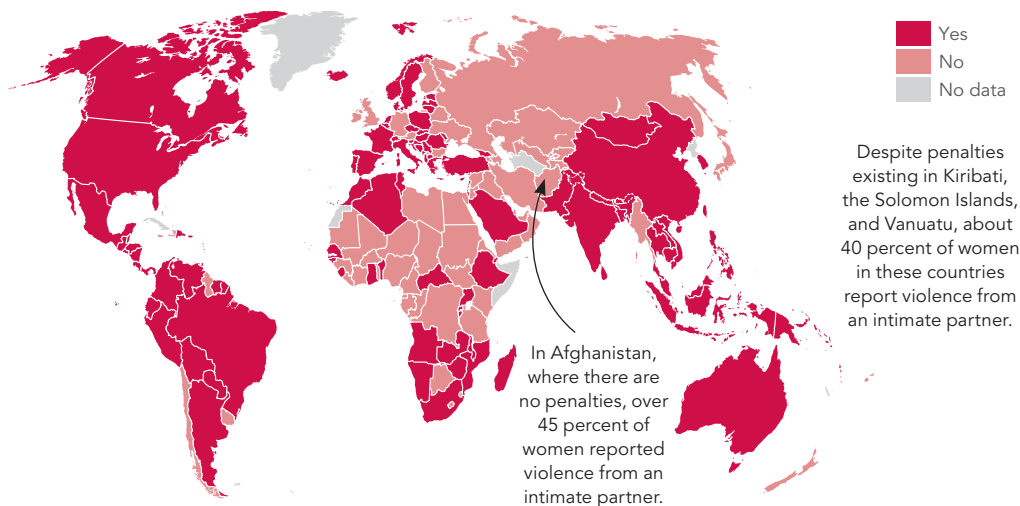 Yes
No
No data
Despite penalties
existing in Kiribati,
the Solomon Islands,
and Vanuatu, about
40 percent of women
in these countries
report violence from
an intimate partner.
In Afghanistan,
where there are
no penalties, over
45 percent of
women reported
violence from an
intimate partner.